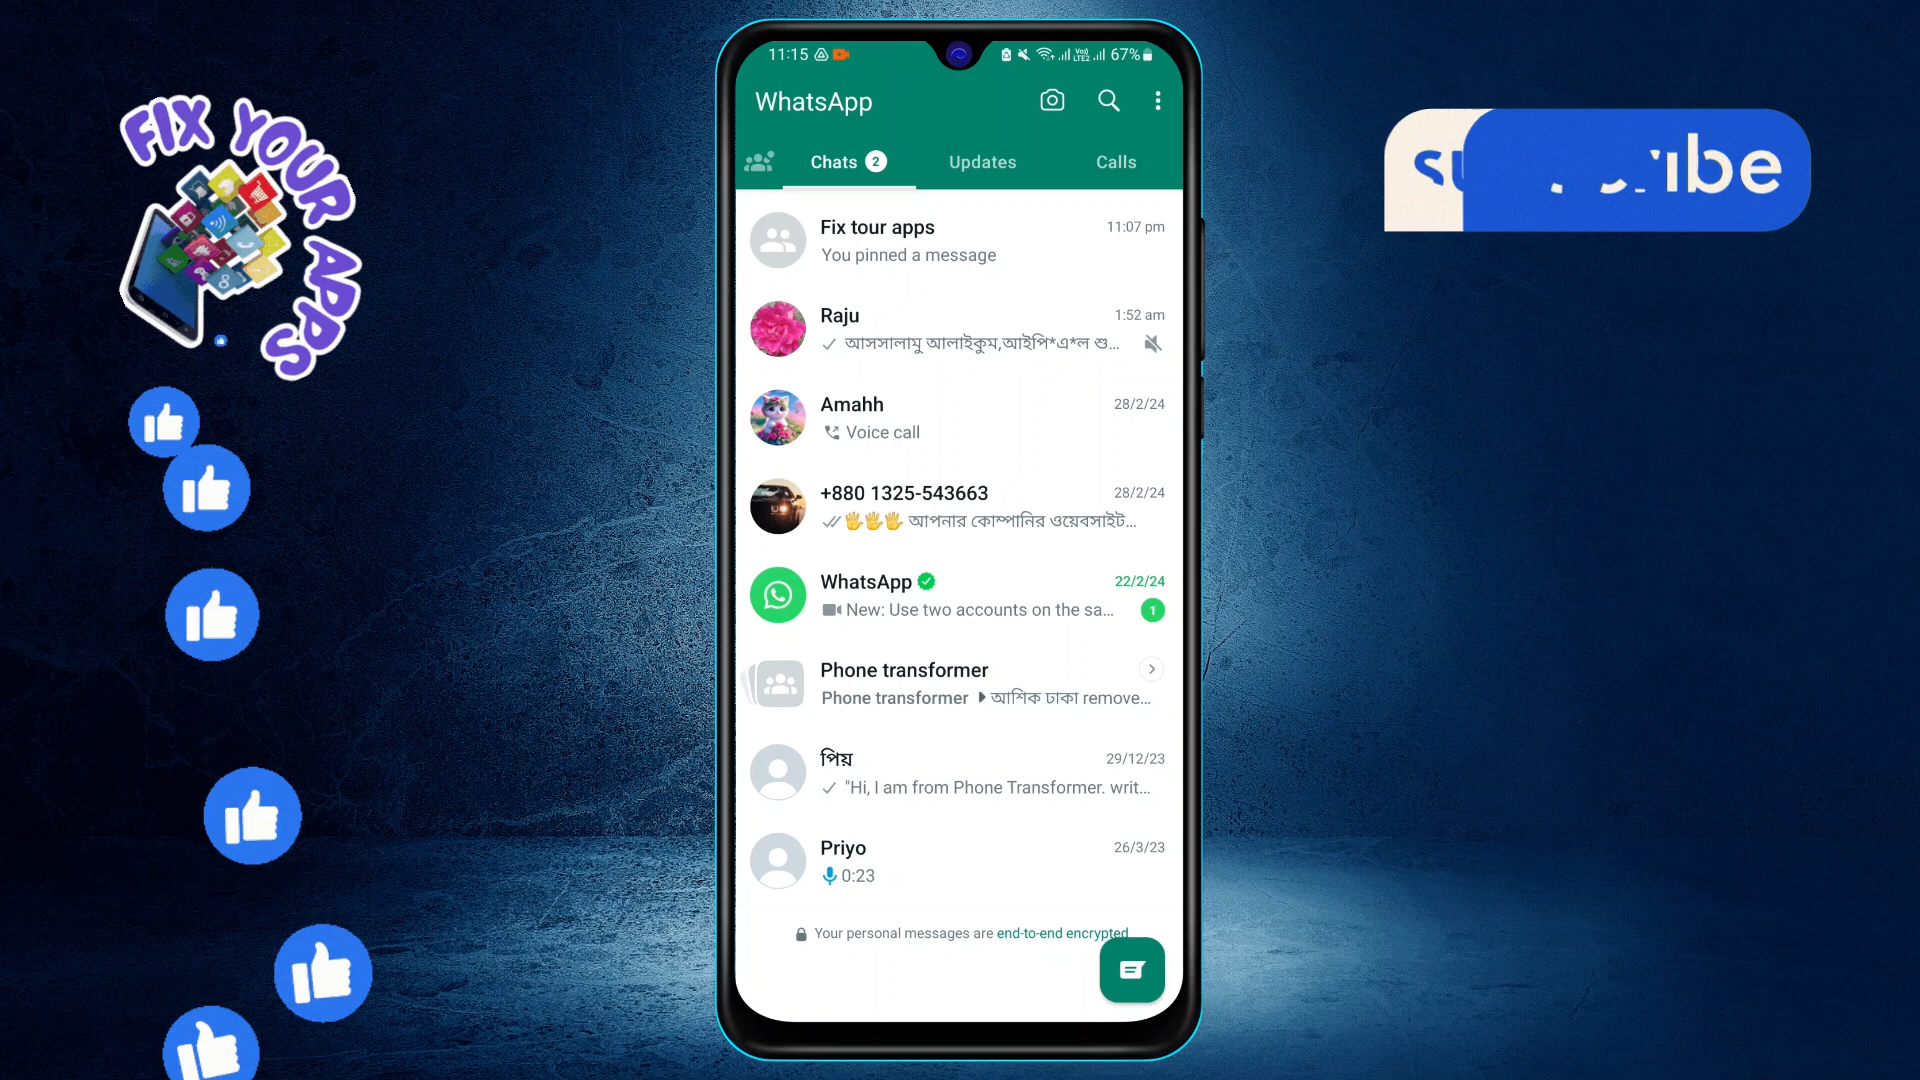 FIX YOUR APPS
11:15
67%
WhatsApp
Chats 2
Updates
Calls
Fix tour apps
11:07 pm
You pinned a message
Raju
1:52 am
আসসালামু আলাইকুম,আইপি*এ*ল শু...
Amahh
28/2/24
Voice call
+880 1325-543663
28/2/24
🖐🖐🖐 আপনার কোম্পানির ওয়েবসাইট...
WhatsApp
22/2/24
New: Use two accounts on the sa...
1
Phone transformer
Phone transformer ▸ আশিক ঢাকা remove...
পিয়
29/12/23
"Hi, I am from Phone Transformer. writ...
Priyo
26/3/23
0:23
Your personal messages are end-to-end encrypted